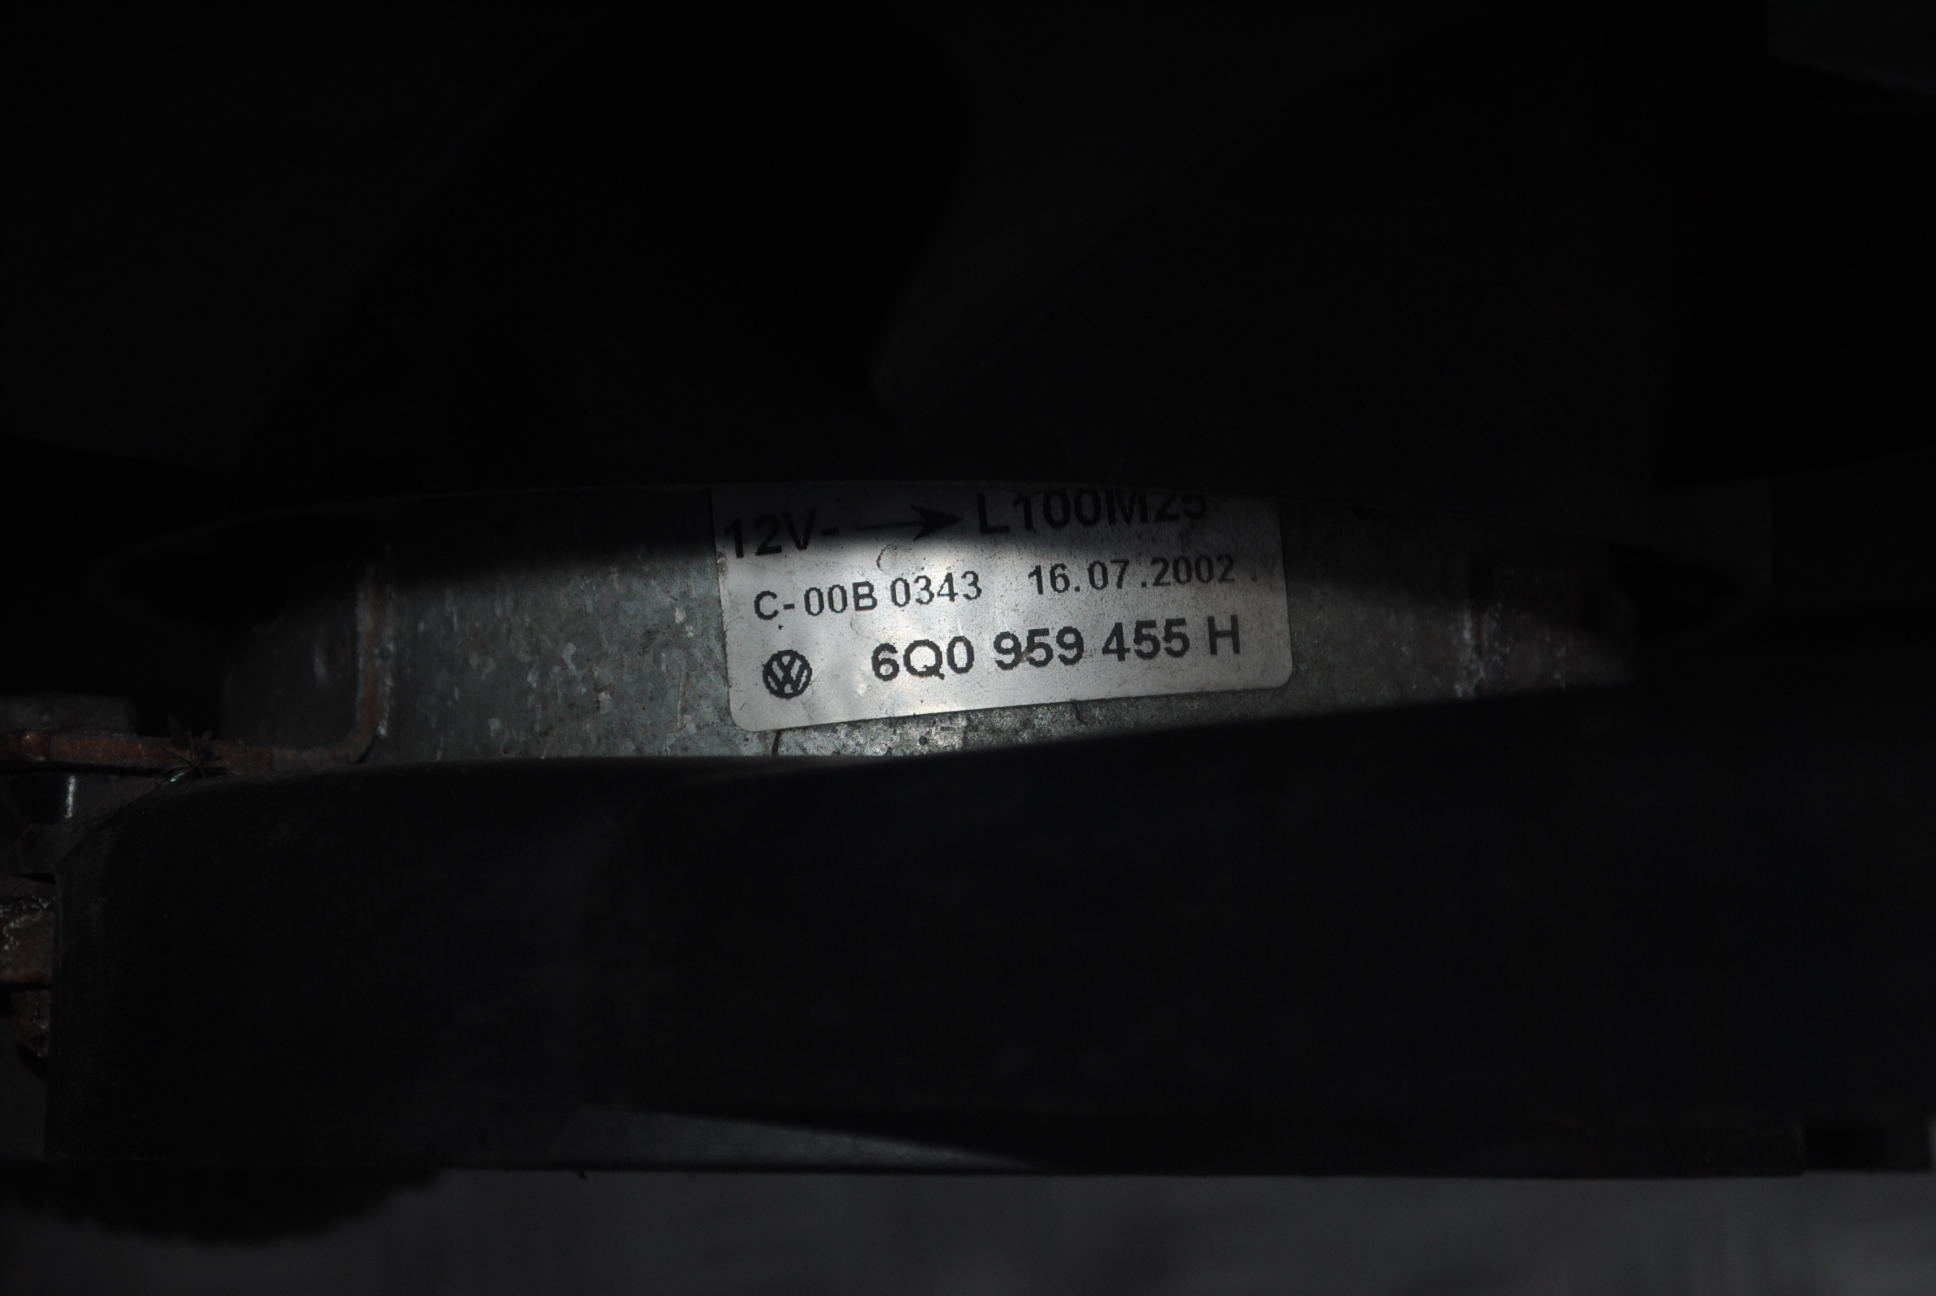 12V- → L100M25
C-00B 0343 16.07.2002
6Q0 959 455 H